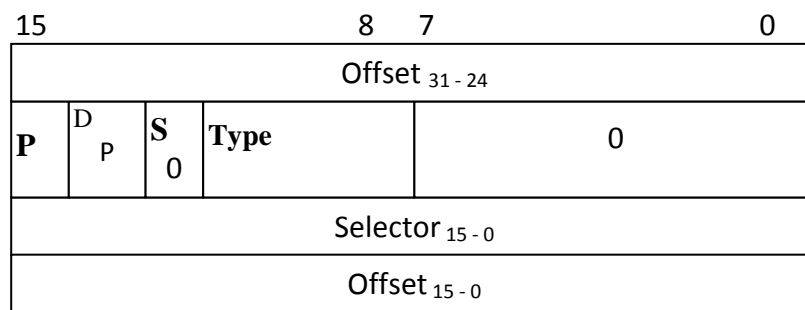 15 8 7 0
Offset 31 - 24
P D P S 0 Type 0
Selector 15 - 0
Offset 15 - 0